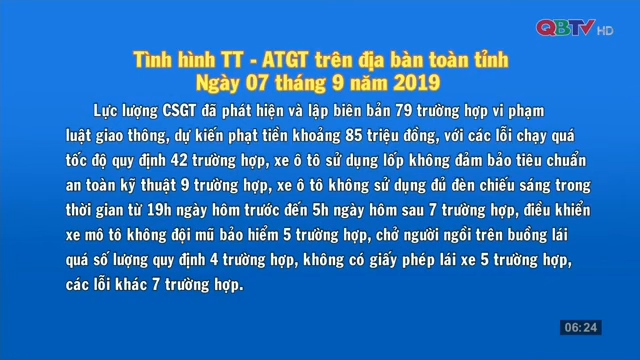 QBTV HD
Tình hình TT - ATGT trên địa bàn toàn tỉnh
Ngày 07 tháng 9 năm 2019
Lực lượng CSGT đã phát hiện và lập biên bản 79 trường hợp vi phạm
luật giao thông, dự kiến phạt tiền khoảng 85 triệu đồng, với các lỗi chạy quá
tốc độ quy định 42 trường hợp, xe ô tô sử dụng lốp không đảm bảo tiêu chuẩn
an toàn kỹ thuật 9 trường hợp, xe ô tô không sử dụng đủ đèn chiếu sáng trong
thời gian từ 19h ngày hôm trước đến 5h ngày hôm sau 7 trường hợp, điều khiển
xe mô tô không đội mũ bảo hiểm 5 trường hợp, chở người ngồi trên buồng lái
quá số lượng quy định 4 trường hợp, không có giấy phép lái xe 5 trường hợp,
các lỗi khác 7 trường hợp.
06:24